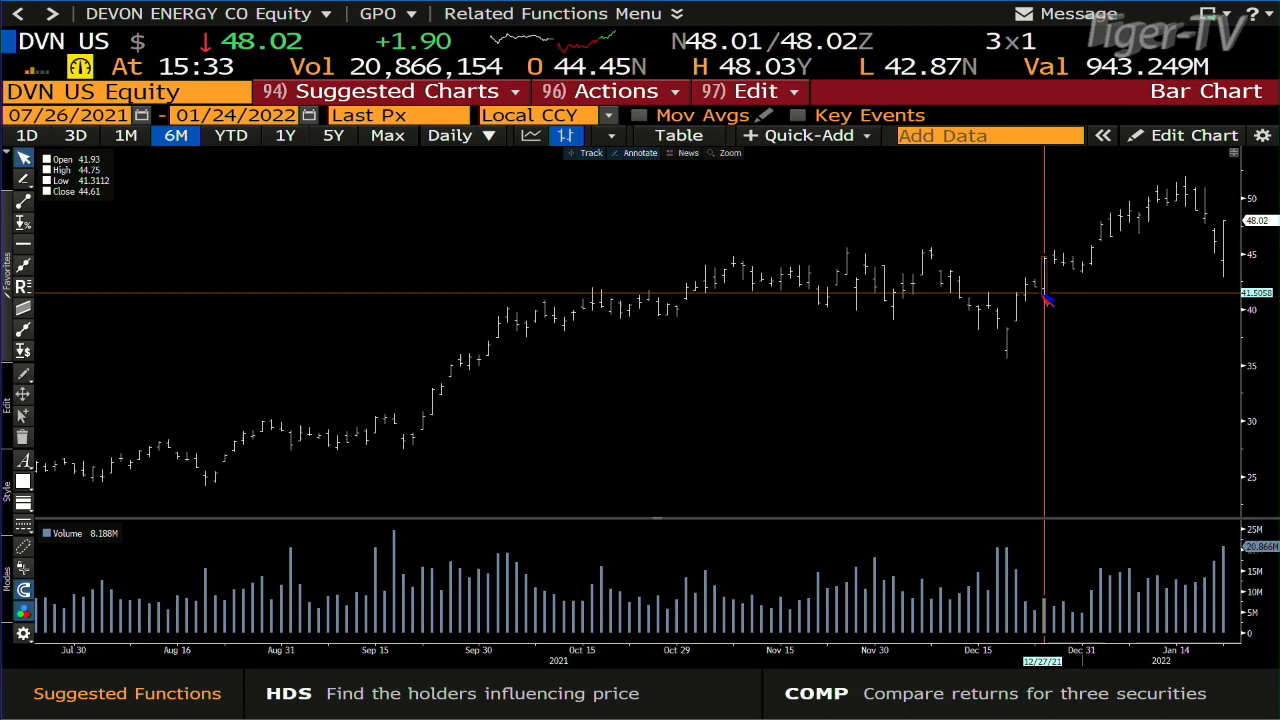 DEVON ENERGY CO Equity GPO Related Functions Menu Message ?
Tiger-TV
DVN US $ 48.02 +1.90 N48.01/48.02Z 3x1
At 15:33 Vol 20,866,154 O 44.45N H 48.03Y L 42.87N Val 943.249M
DVN US Equity 94) Suggested Charts 96) Actions 97) Edit Bar Chart
07/26/2021 - 01/24/2022 Last Px Local CCY Mov Avgs Key Events
1D 3D 1M 6M YTD 1Y 5Y Max Daily Table + Quick-Add Add Data Edit Chart
Track Annotate News Zoom
Open 41.93
High 44.75
Low 41.3112
Close 44.61
50
48.02
45
41.5058
40
35
30
25
Favorites
Edit
Style
Modes
Volume 8.188M
25M
20.866M
15M
10M
5M
0
Jul 30 Aug 16 Aug 31 Sep 15 Sep 30 Oct 15 Oct 29 Nov 15 Nov 30 Dec 15 Dec 31 Jan 14
2021 12/27/21 2022
Suggested Functions HDS Find the holders influencing price COMP Compare returns for three securities